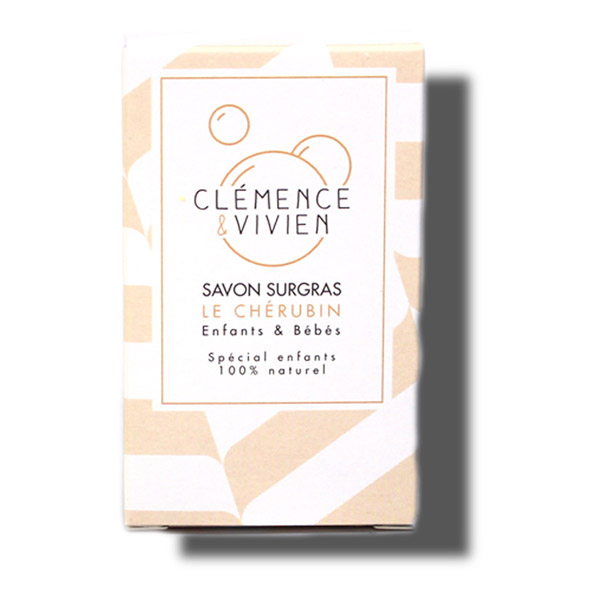 CLÉMENCE
& VIVIEN
SAVON SURGRAS
LE CHÉRUBIN
Enfants & Bébés
Spécial enfants
100% naturel